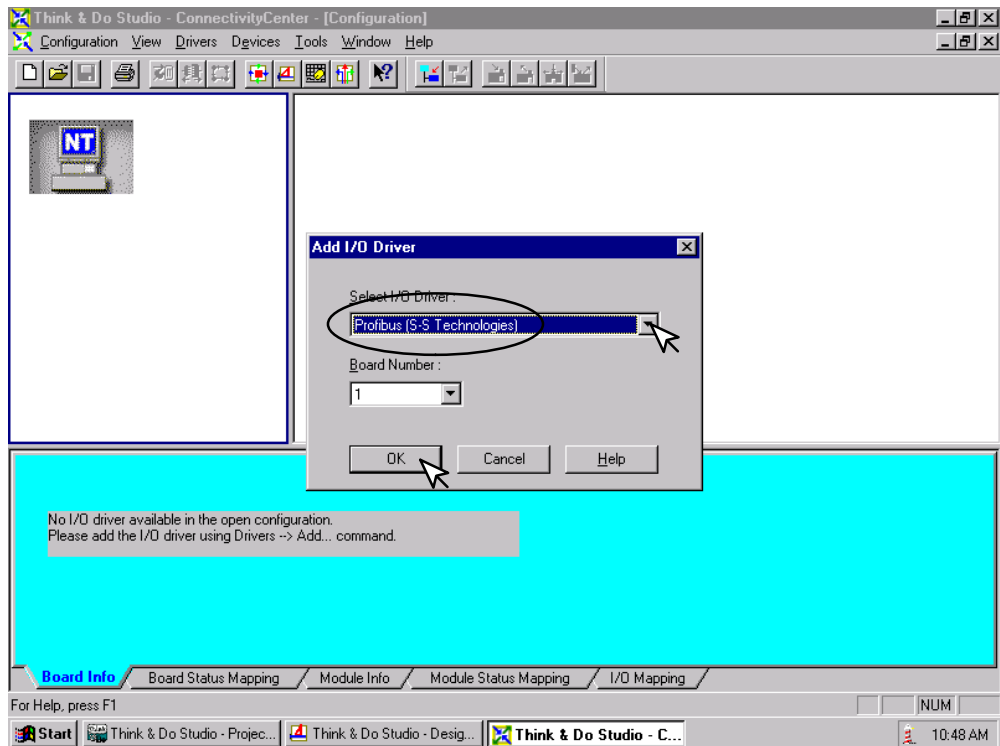 Think & Do Studio - ConnectivityCenter - [Configuration]
Configuration View Drivers Devices Tools Window Help
NT
Add I/O Driver
Select I/O Driver :
Profibus (S-S Technologies)
Board Number :
1
OK Cancel Help
No I/O driver available in the open configuration.
Please add the I/O driver using Drivers --> Add... command.
Board Info Board Status Mapping Module Info Module Status Mapping I/O Mapping
For Help, press F1 NUM
Start Think & Do Studio - Projec... Think & Do Studio - Desig... Think & Do Studio - C... 10:48 AM